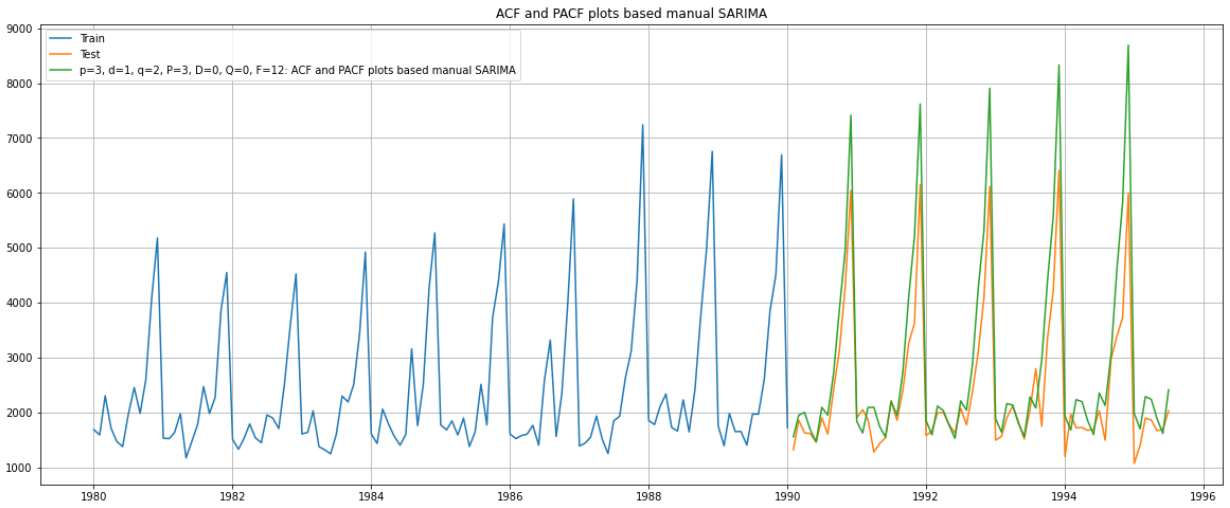 ACF and PACF plots based manual SARIMA
9000
Train
Test
p=3, d=1, q=2, P=3, D=0, Q=0, F=12: ACF and PACF plots based manual SARIMA
8000
7000
6000
5000
4000
3000
2000
1000
1980 1982 1984 1986 1988 1990 1992 1994 1996